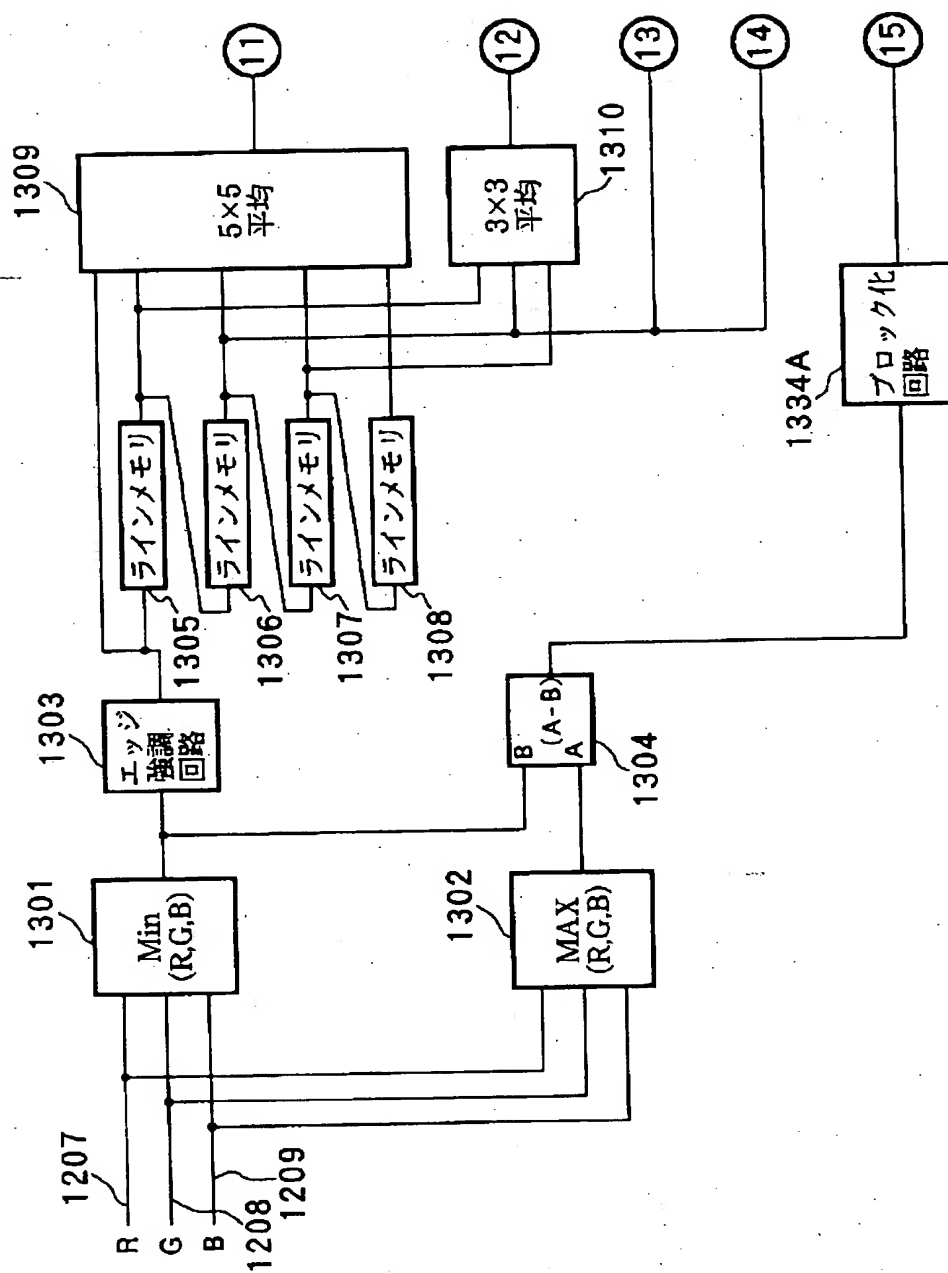 R
G
B
1207
1208
1209
1301
Min
(R,G,B)
1302
MAX
(R,G,B)
1303
エッジ
強調
回路
B
(A-B)
A
1304
1305
ラインメモリ
1306
ラインメモリ
1307
ラインメモリ
1308
ラインメモリ
1309
5×5
平均
1310
3×3
平均
1334A
ブロック化
回路
11
12
13
14
15